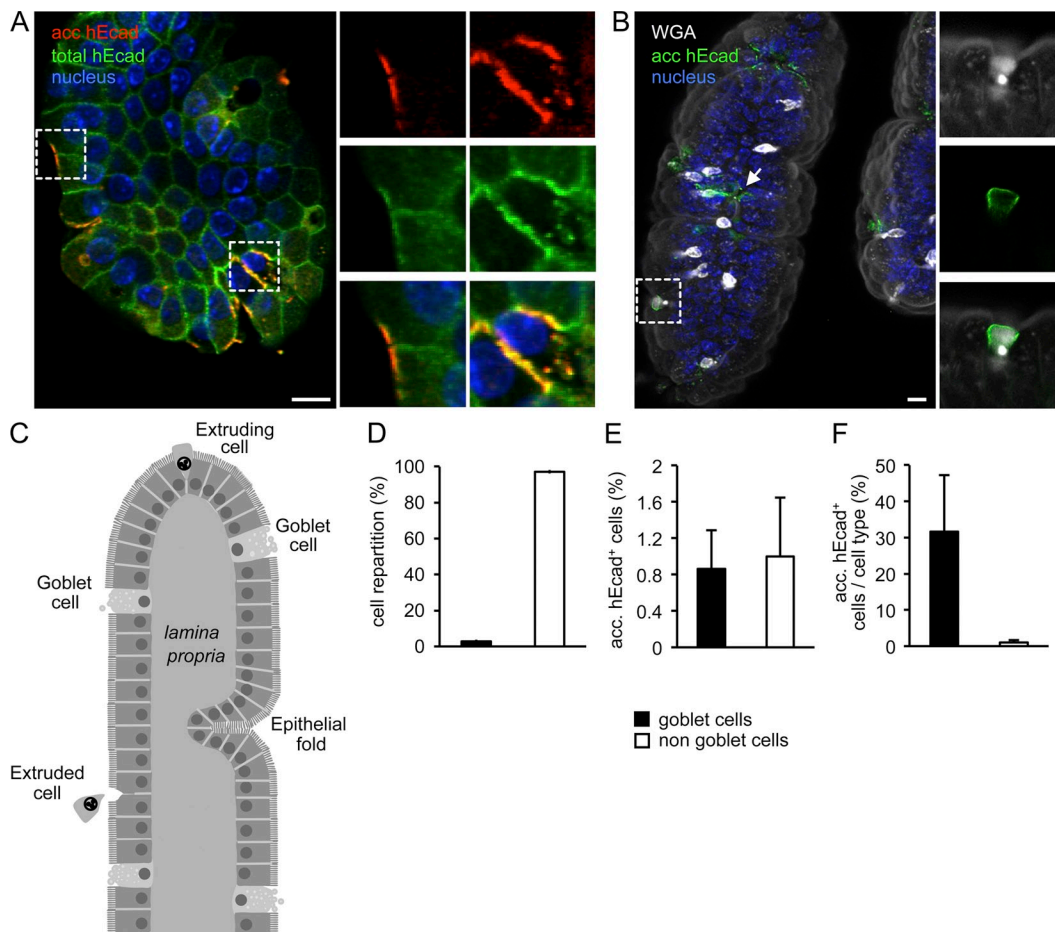 A
acc hEcad
total hEcad
nucleus
B
WGA
acc hEcad
nucleus
C
Extruding
cell
Goblet
cell
Goblet
cell
lamina
propria
Epithelial
fold
Extruded
cell
D
cell repartition (%)
100
80
60
40
20
0
E
acc. hEcad⁺ cells (%)
2
1.6
1.2
0.8
0.4
0
F
acc. hEcad⁺
cells / cell type (%)
50
40
30
20
10
0
goblet cells
non goblet cells